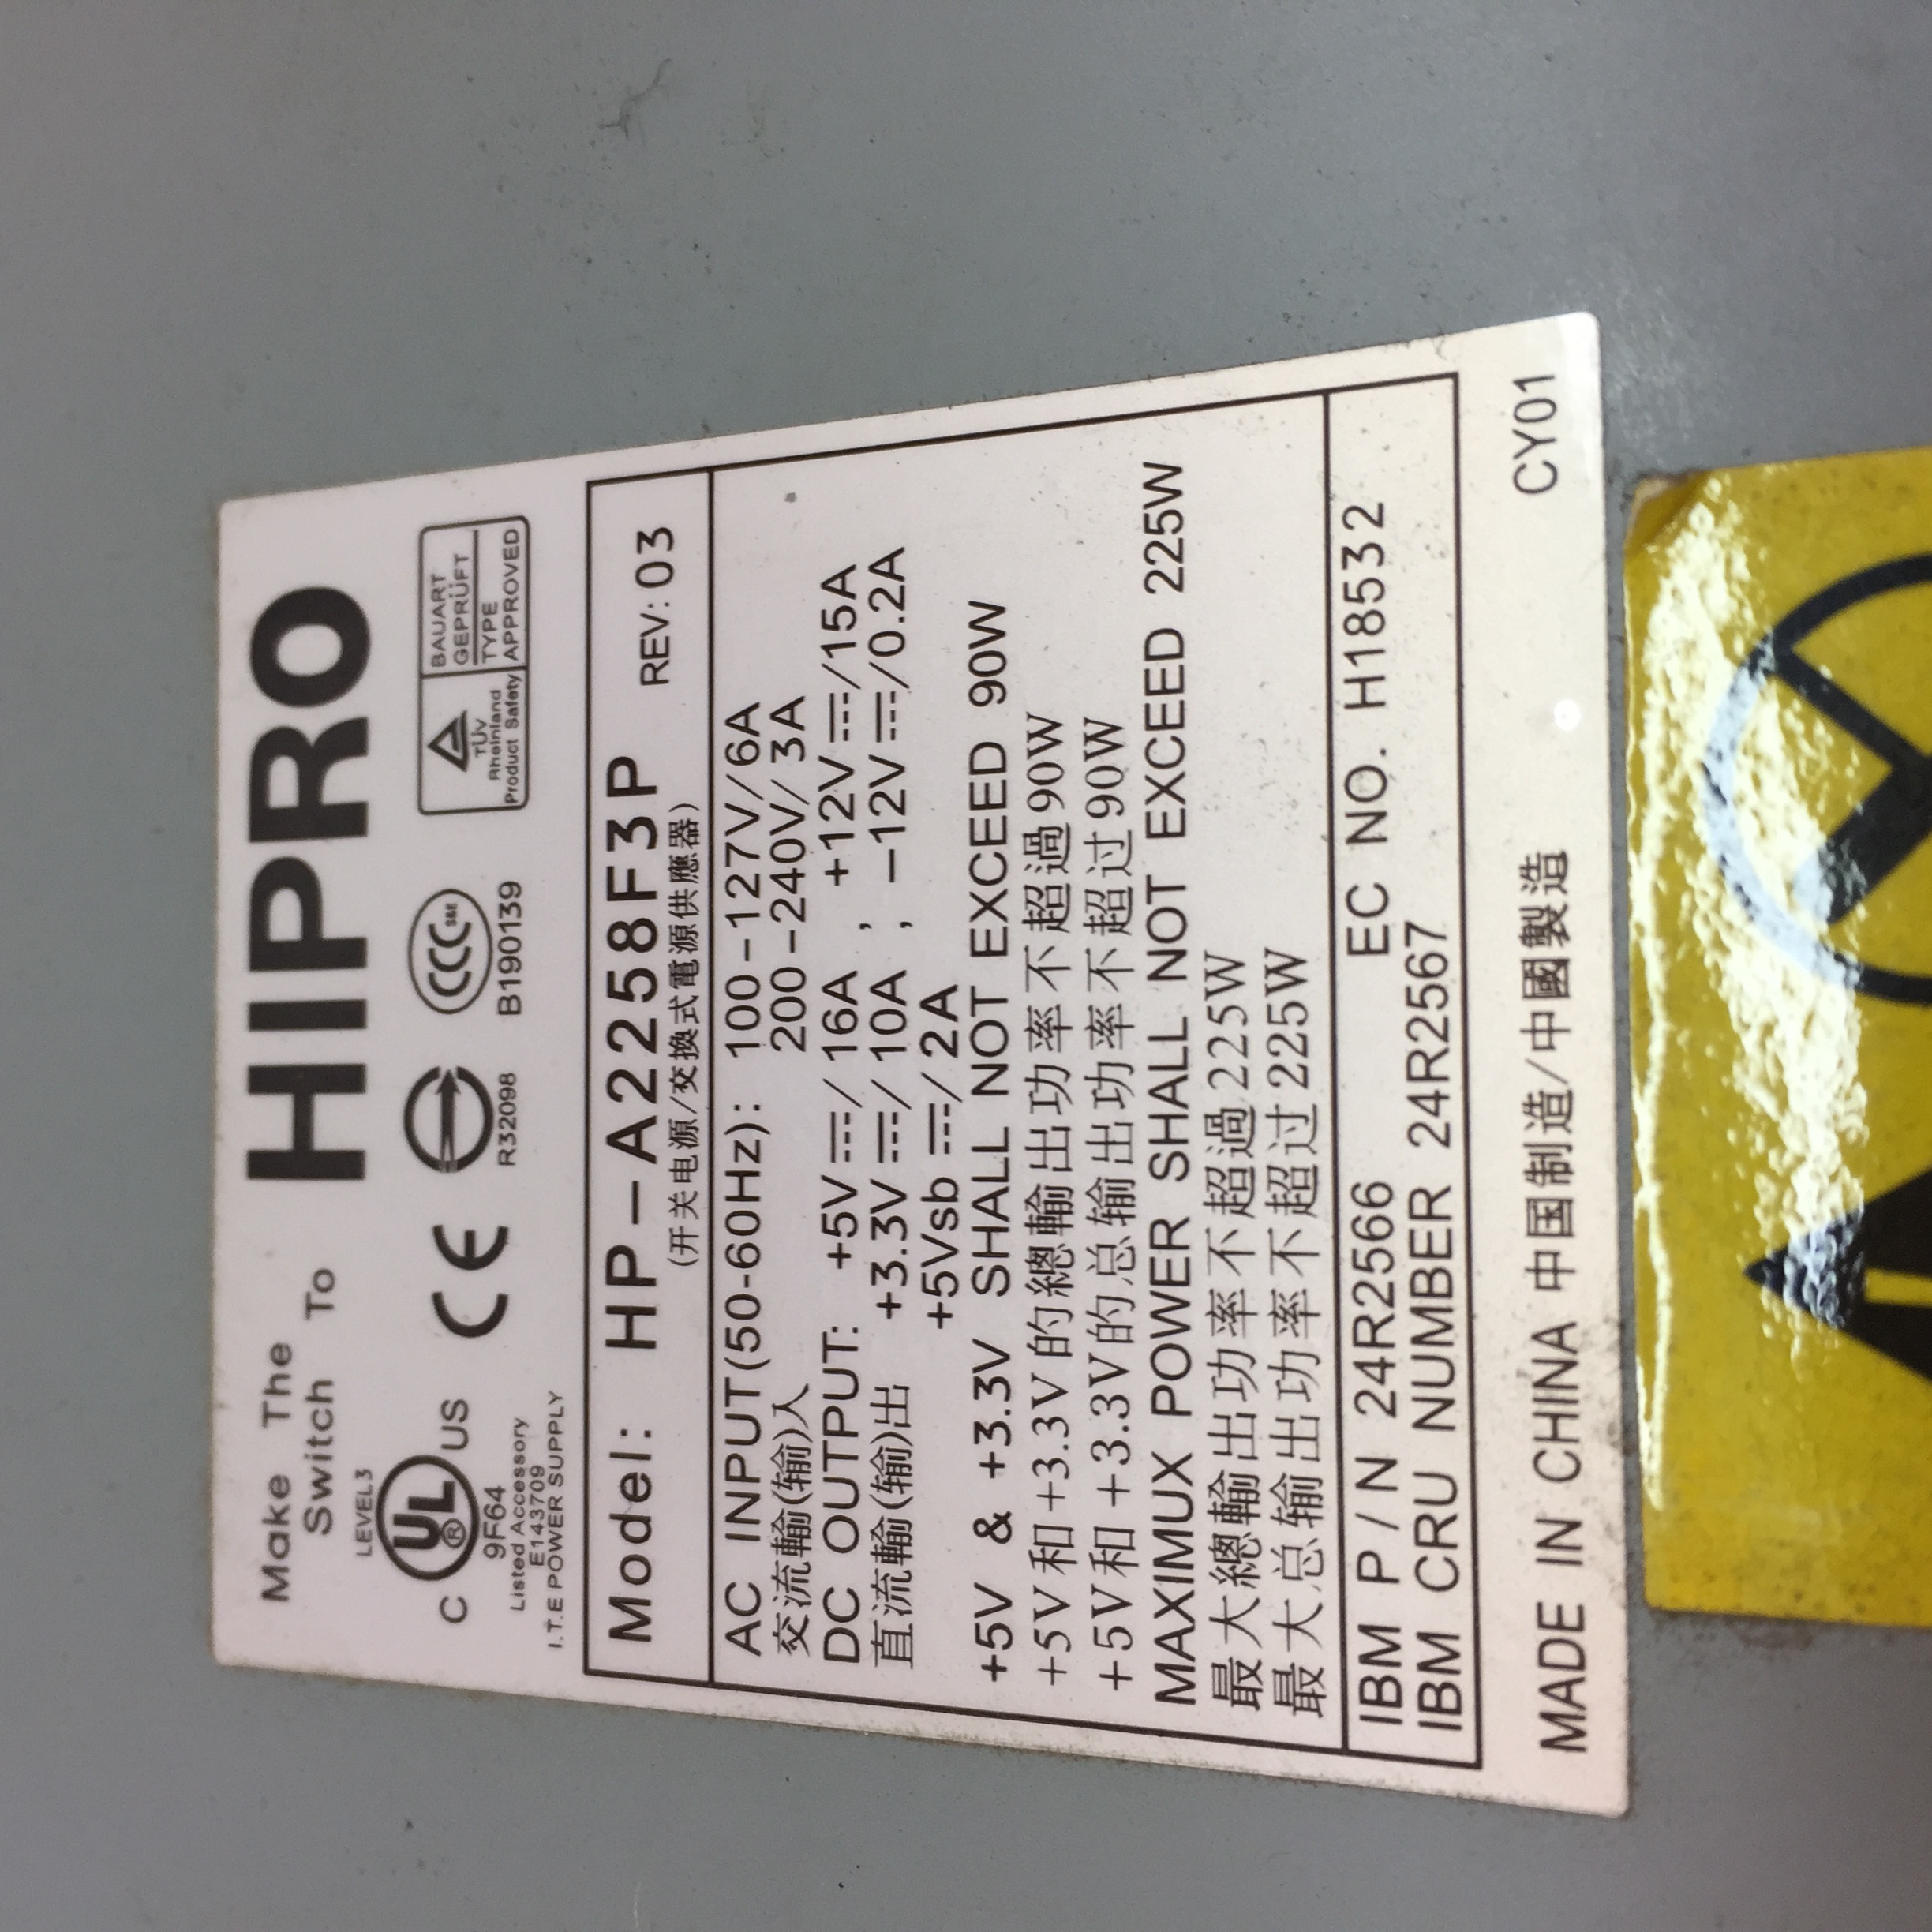 Make The
Switch To
HIPRO
LEVEL3
C UL® US
9F64
Listed Accessory
E143709
I.T.E POWER SUPPLY
CE
R32098
CCC S&E
B190139
TÜV
Rheinland
Product Safety
BAUART
GEPRÜFT
TYPE
APPROVED
Model: HP-A2258F3P REV:03
(开关电源/交換式電源供應器)
AC INPUT(50-60Hz): 100-127V/6A
交流輸(输)入 200-240V/3A
DC OUTPUT: +5V⎓/16A , +12V⎓/15A
直流輸(输)出 +3.3V⎓/10A , -12V⎓/0.2A
+5Vsb⎓/2A
+5V & +3.3V SHALL NOT EXCEED 90W
+5V和+3.3V的總輸出功率不超過90W
+5V和+3.3V的总输出功率不超过90W
MAXIMUX POWER SHALL NOT EXCEED 225W
最大總輸出功率不超過225W
最大总输出功率不超过225W
IBM P/N 24R2566 EC NO. H18532
IBM CRU NUMBER 24R2567
MADE IN CHINA 中国制造/中國製造 CY01